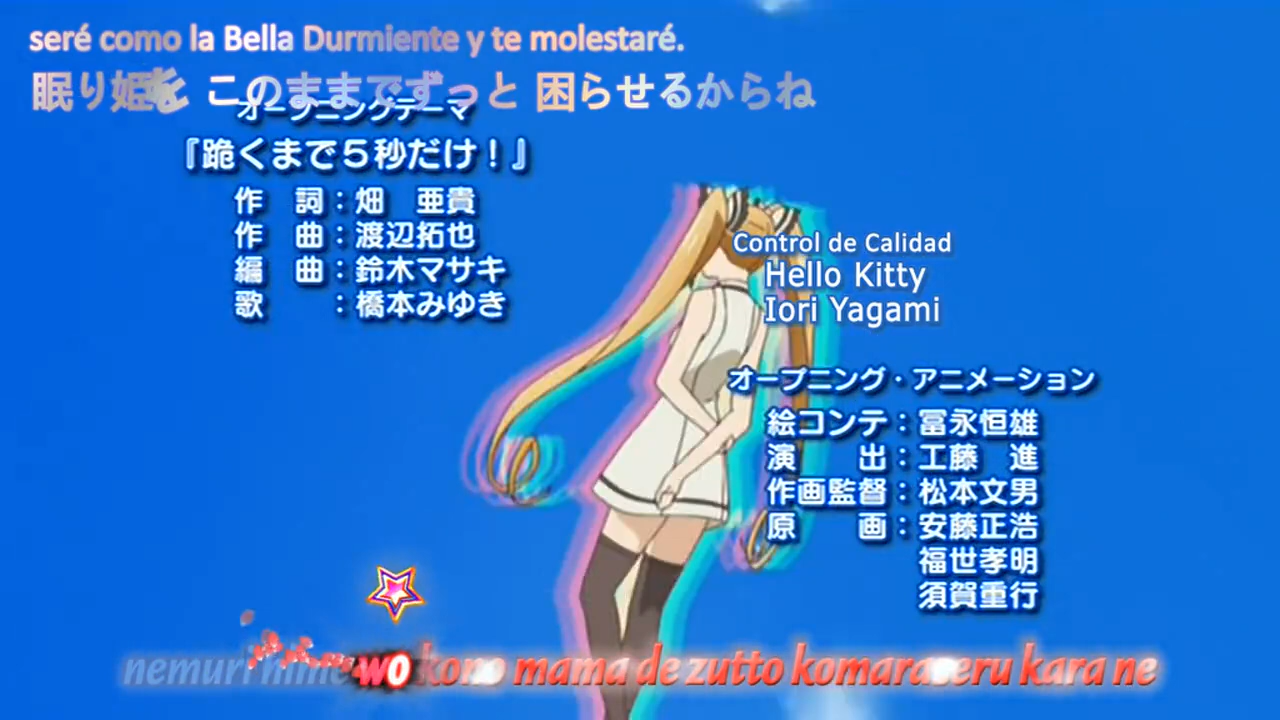 seré como la Bella Durmiente y te molestaré.
眠り姫を このままでずっと 困らせるからね
オープニングテーマ
『跪くまで5秒だけ!』
作 詞:畑 亜貴
作 曲:渡辺拓也
編 曲:鈴木マサキ
歌 :橋本みゆき
Control de Calidad
Hello Kitty
Iori Yagami
オープニング・アニメーション
絵コンテ:冨永恒雄
演 出:工藤 進
作画監督:松本文男
原 画:安藤正浩
福世孝明
須賀重行
nemuri hime wo kono mama de zutto komaraseru kara ne